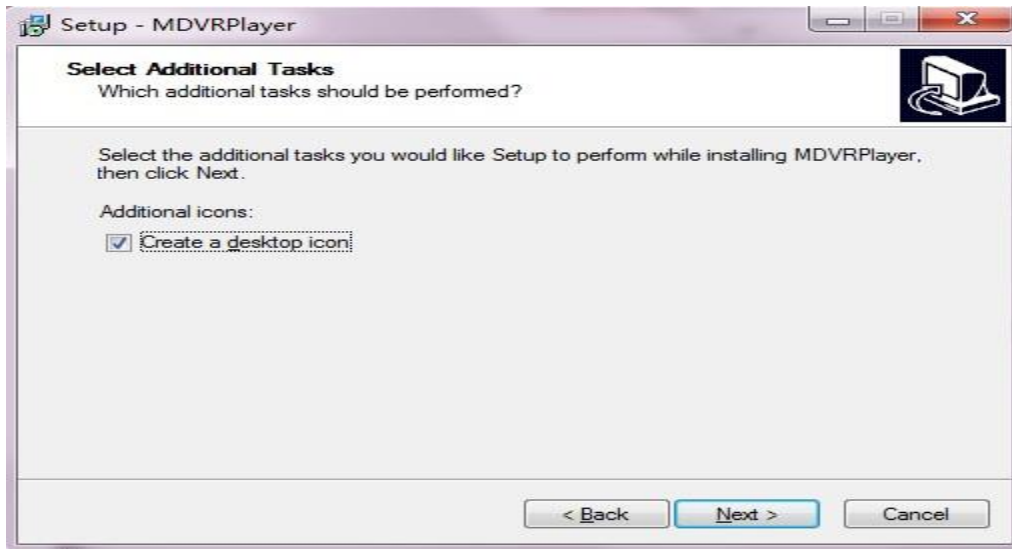 Setup - MDVRPlayer
Select Additional Tasks
Which additional tasks should be performed?
Select the additional tasks you would like Setup to perform while installing MDVRPlayer,
then click Next.
Additional icons:
Create a desktop icon
< Back Next > Cancel